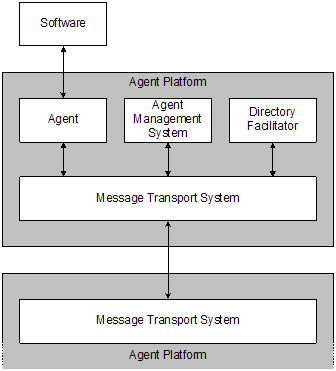 Software
Agent Platform
Agent
Agent
Management
System
Directory
Facilitator
Message Transport System
Message Transport System
Agent Platform